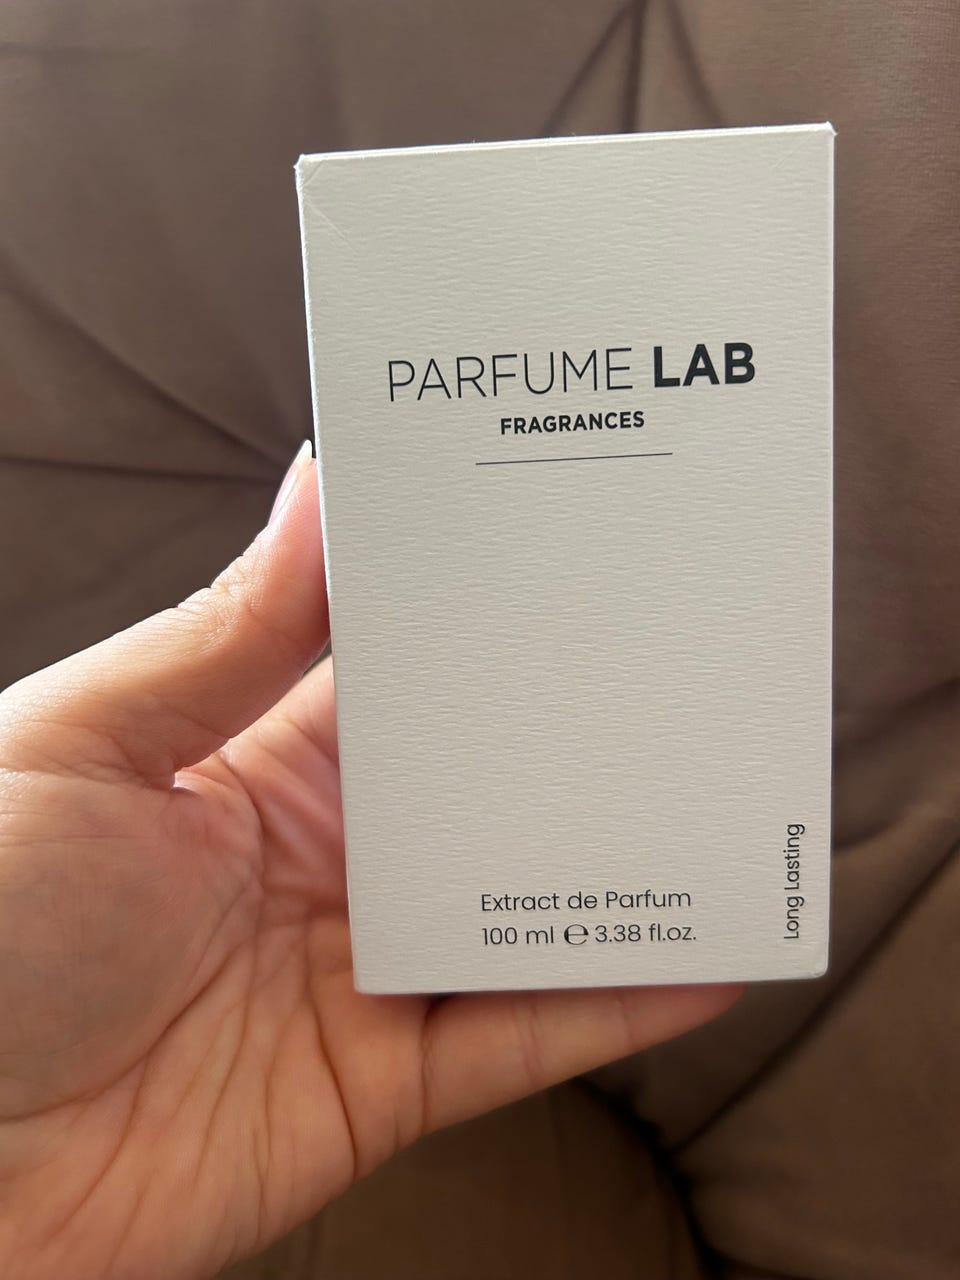 PARFUME LAB
FRAGRANCES
Extract de Parfum
100 ml ℮ 3.38 fl.oz.
Long Lasting